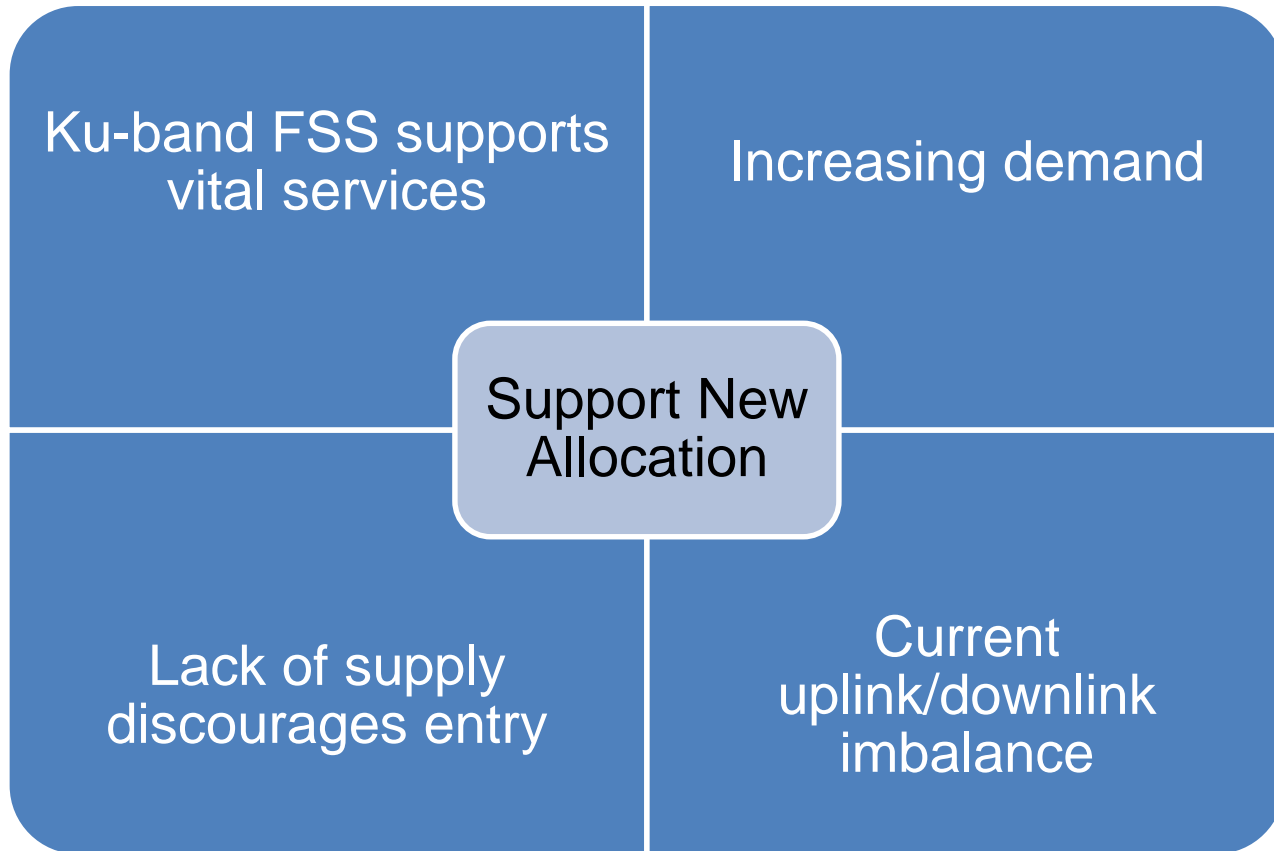 Ku-band FSS supports
vital services
Increasing demand
Support New
Allocation
Lack of supply
discourages entry
Current
uplink/downlink
imbalance